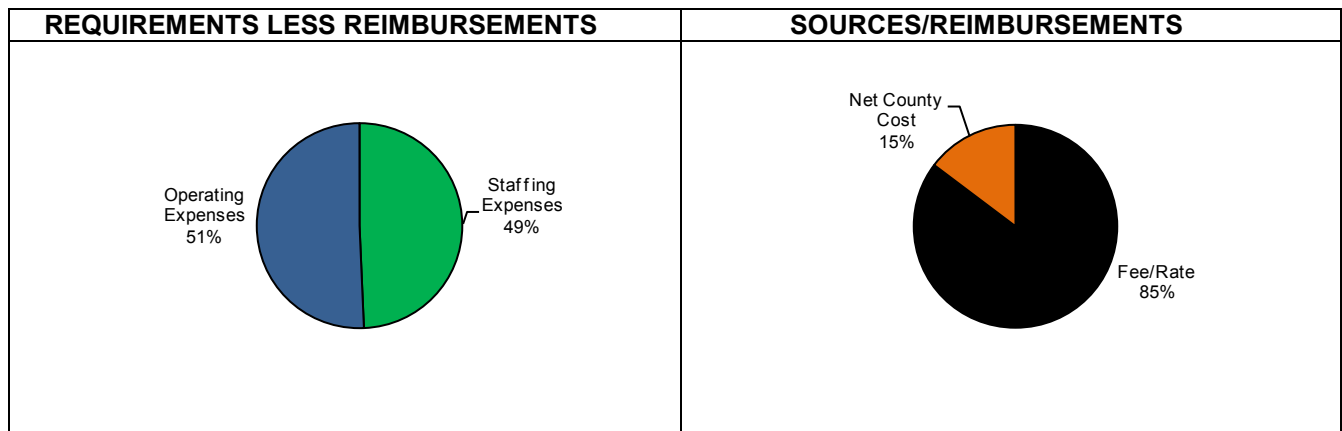 REQUIREMENTS LESS REIMBURSEMENTS
Operating
Expenses
51%
Staffing
Expenses
49%
SOURCES/REIMBURSEMENTS
Net County
Cost
15%
Fee/Rate
85%